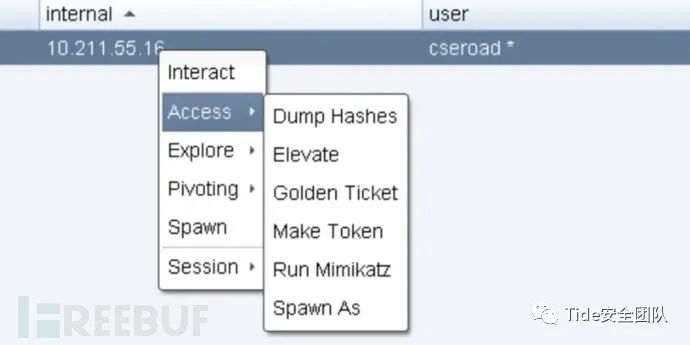 internal user
10.211.55.16 cseroad *
Interact
Access
Explore
Pivoting
Spawn
Session
Dump Hashes
Elevate
Golden Ticket
Make Token
Run Mimikatz
Spawn As
FREEBUF
Tide安全团队